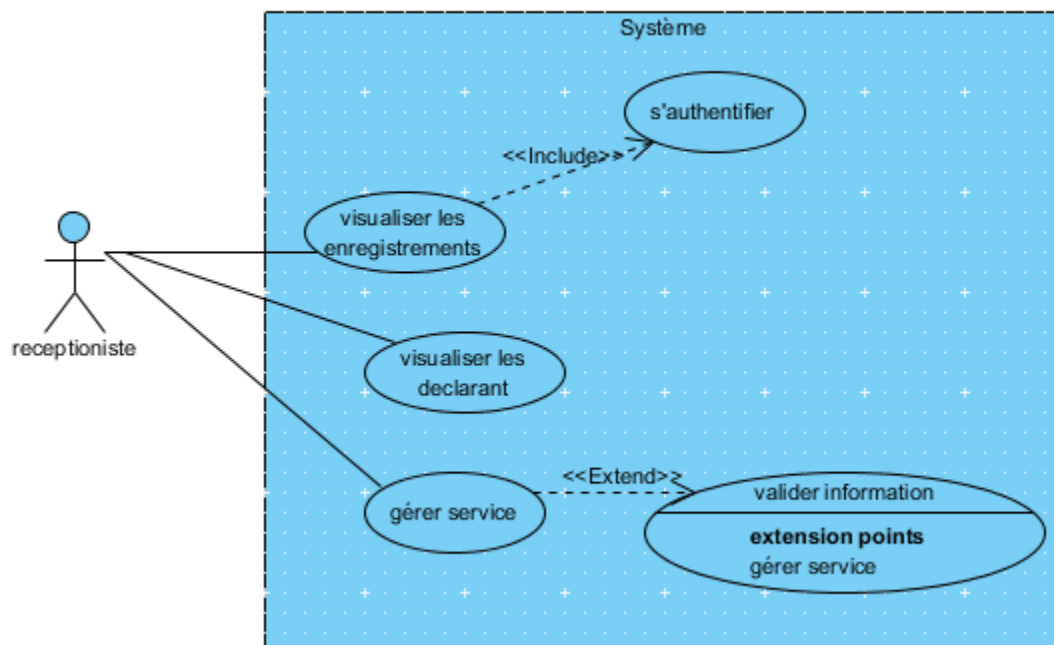 Système
s'authentifier
<<Include>>
visualiser les
enregistrements
receptioniste
visualiser les
declarant
<<Extend>>
gérer service
valider information
extension points
gérer service